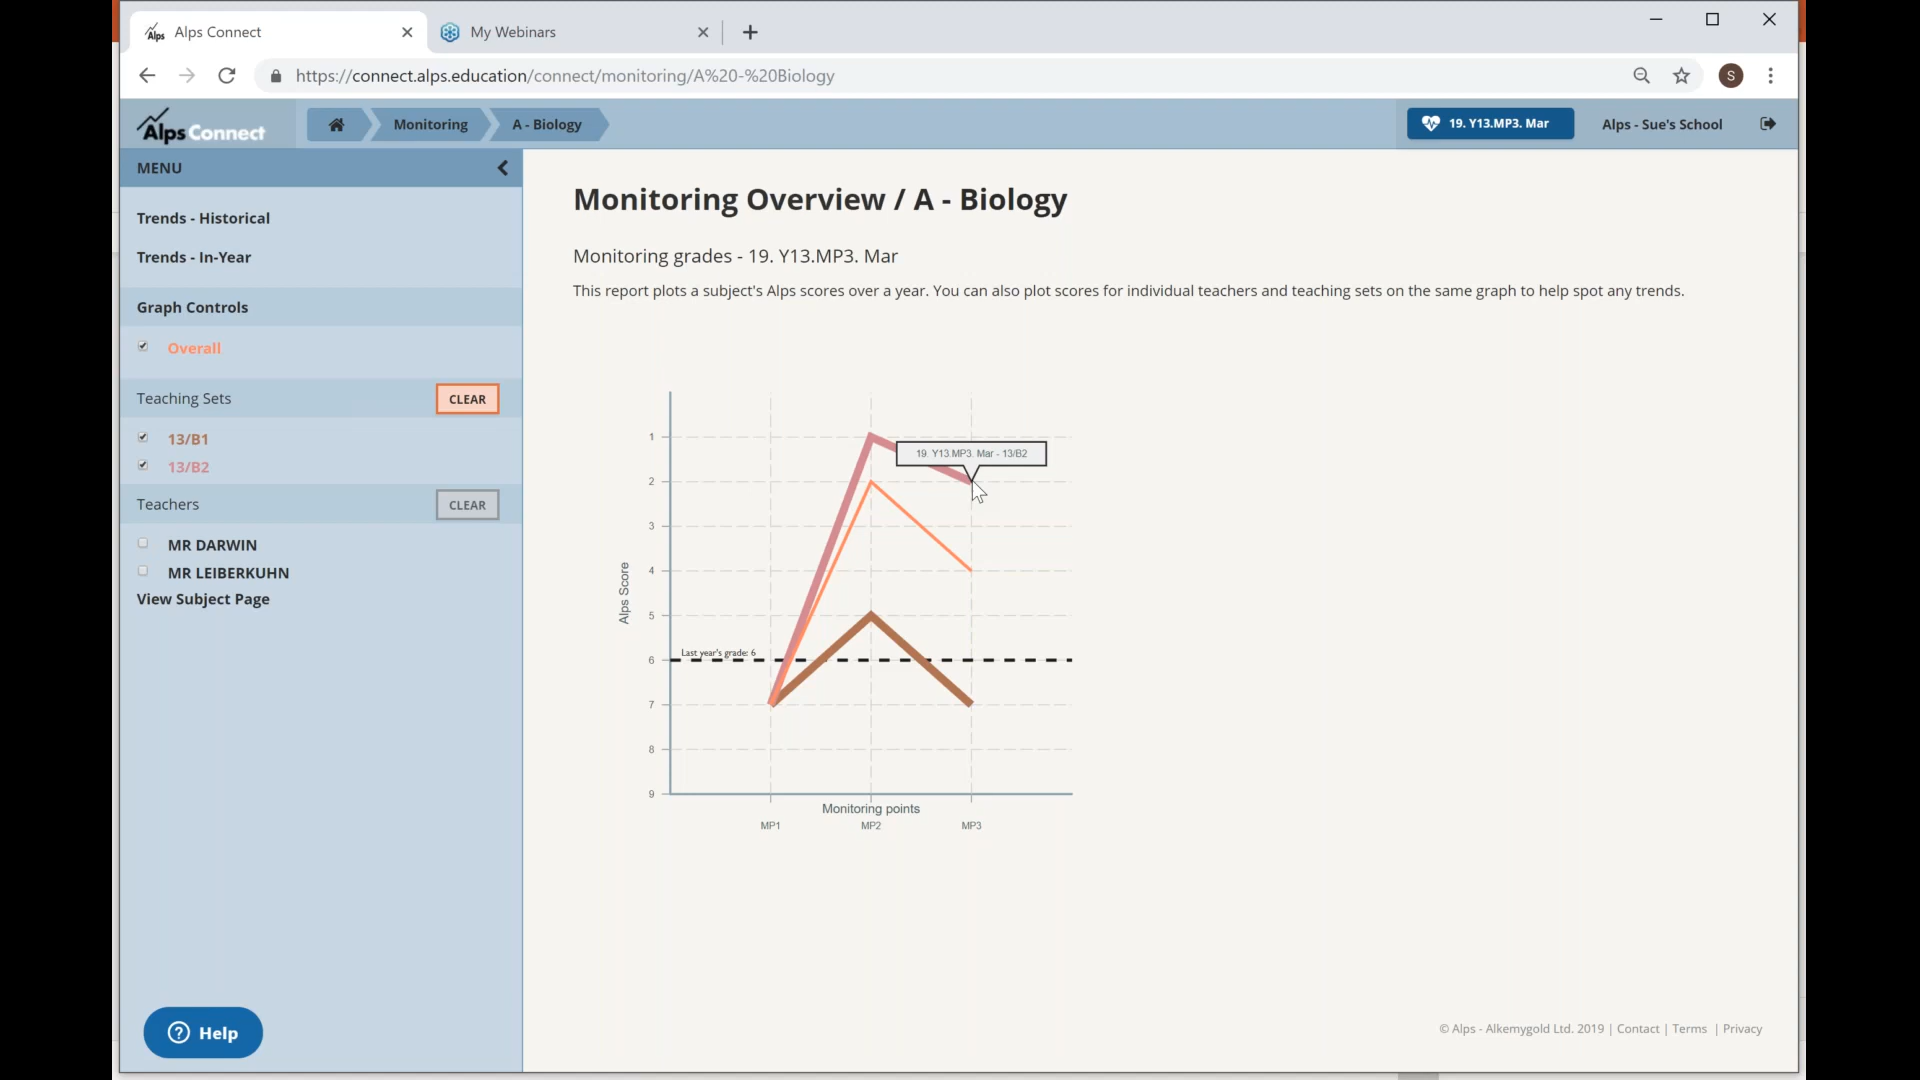 Alps Connect
My Webinars
https://connect.alps.education/connect/monitoring/A%20-%20Biology
S
Alps Connect
Monitoring
A - Biology
19. Y13.MP3. Mar
Alps - Sue's School
MENU
Trends - Historical
Trends - In-Year
Graph Controls
Overall
Teaching Sets
CLEAR
13/B1
13/B2
Teachers
CLEAR
MR DARWIN
MR LEIBERKUHN
View Subject Page
Help
Monitoring Overview / A - Biology
Monitoring grades - 19. Y13.MP3. Mar
This report plots a subject's Alps scores over a year. You can also plot scores for individual teachers and teaching sets on the same graph to help spot any trends.
1
19. Y13.MP3. Mar - 13/B2
2
3
4
Alps Score
5
Last year's grade: 6
6
7
8
9
Monitoring points
MP1 MP2 MP3
© Alps - Alkemygold Ltd. 2019 | Contact | Terms | Privacy